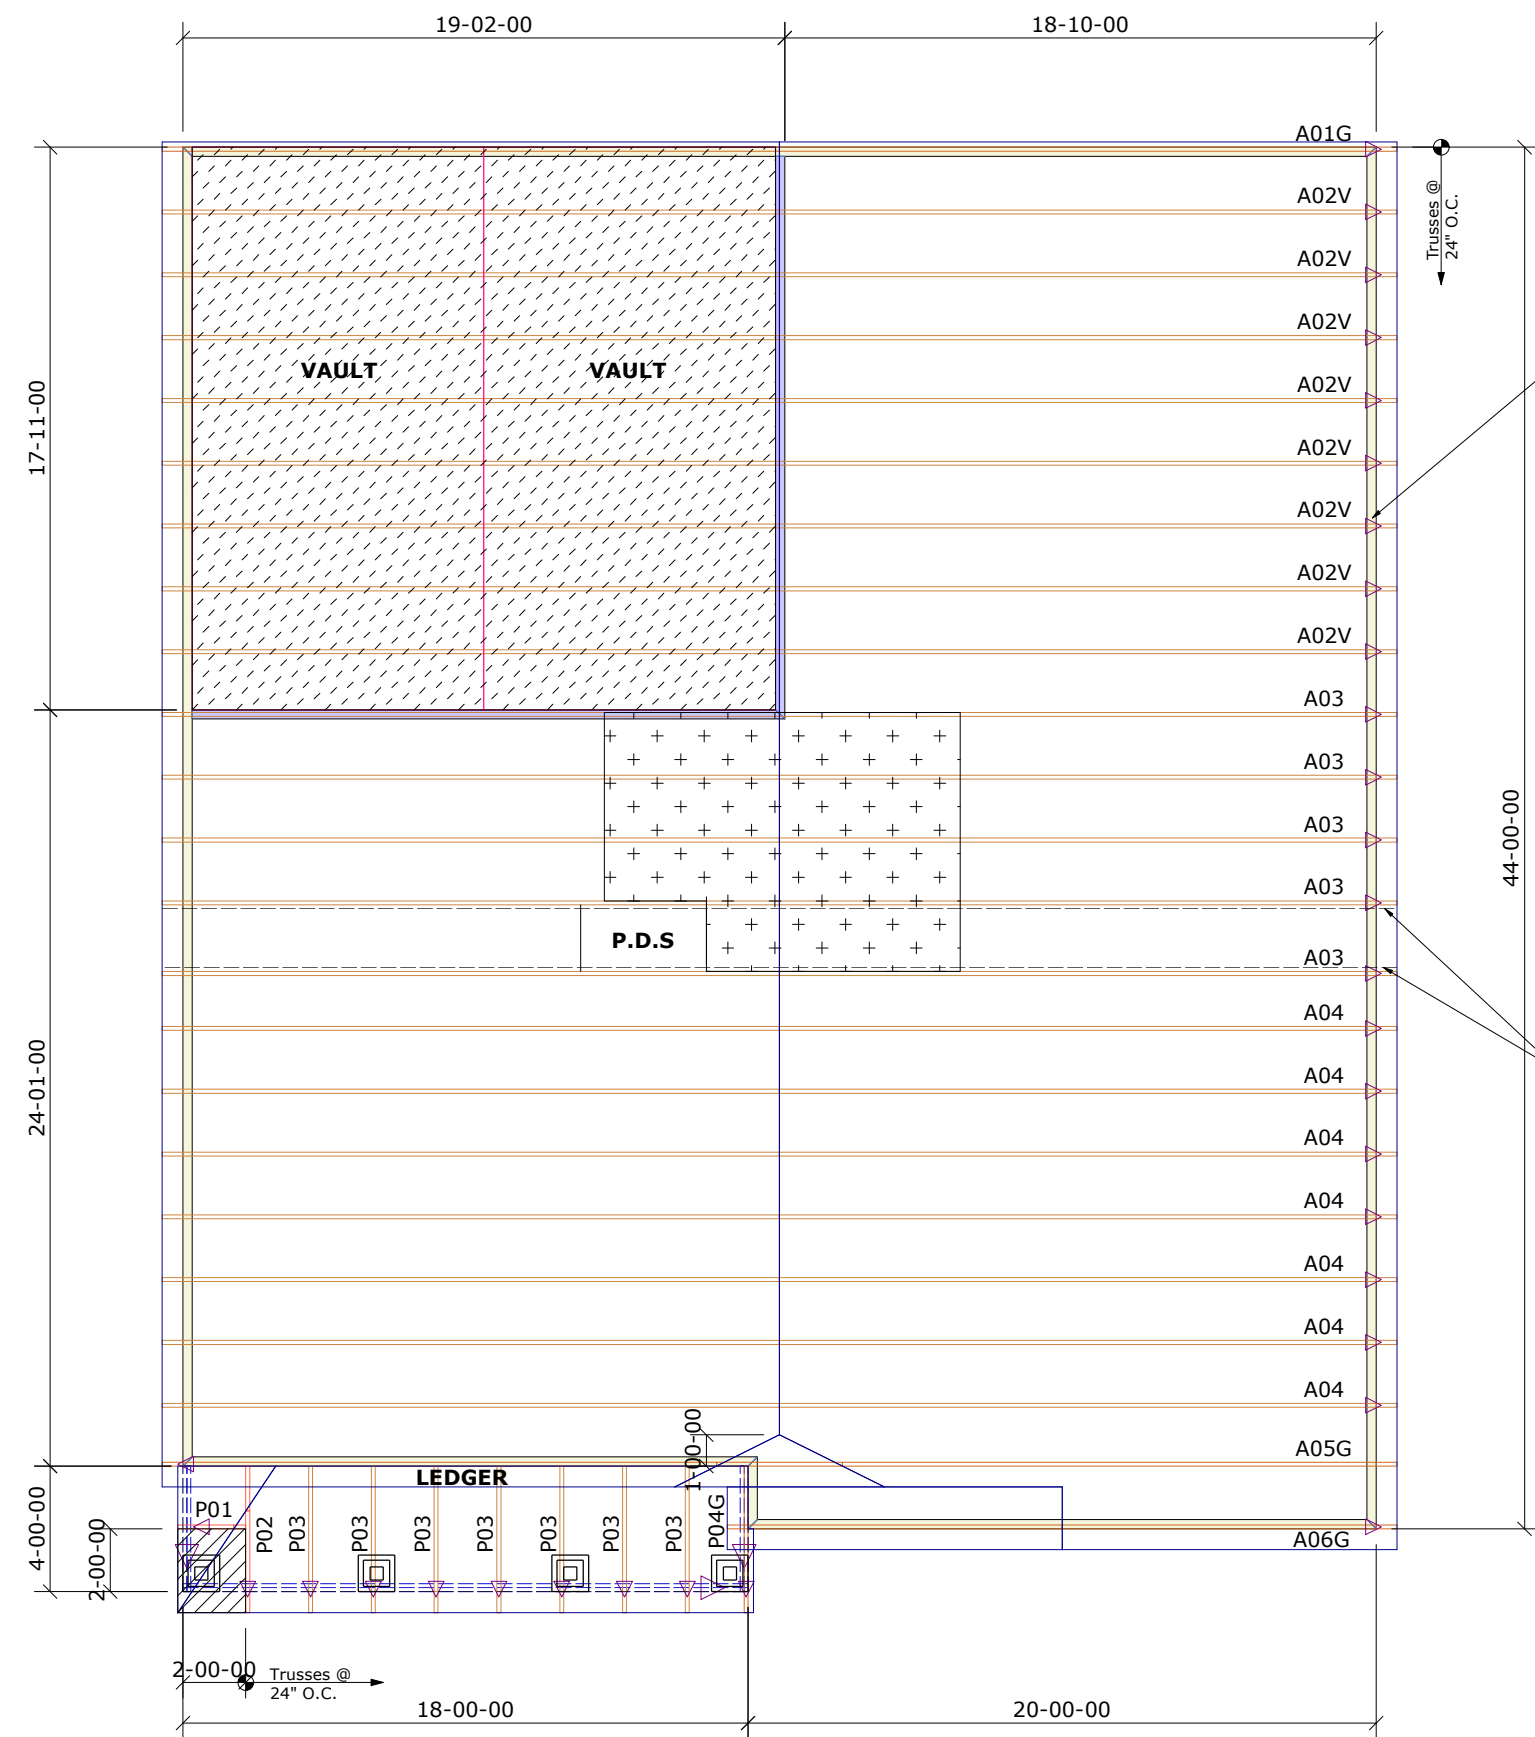 19-02-00
18-10-00
A01G
Trusses @
24" O.C.
A02V
A02V
A02V
VAULT
VAULT
A02V
17-11-00
A02V
A02V
A02V
A02V
A03
A03
44-00-00
A03
A03
P.D.S
A03
A04
24-01-00
A04
A04
A04
A04
A04
A04
1-00-00
A05G
LEDGER
P01
P02
P03
P03
P03
P03
P03
P03
P03
P04G
A06G
4-00-00
2-00-00
2-00-00
Trusses @
24" O.C.
18-00-00
20-00-00